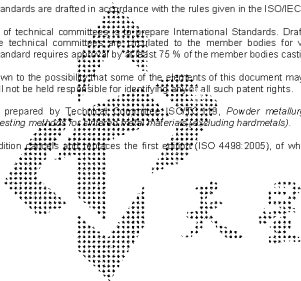 andards are drafted in accordance with the rules given in the ISO/IEC
of technical committees is to prepare International Standards. Draf
e technical committees are circulated to the member bodies for v
andard requires approval by at least 75 % of the member bodies casti
wn to the possibility that some of the elements of this document may
ll not be held responsible for identifying any or all such patent rights.
prepared by Technical Committee ISO/TC 119, Powder metallurg
esting methods for sintered metal materials (excluding hardmetals).
dition cancels and replaces the first edition (ISO 4498:2005), of wh